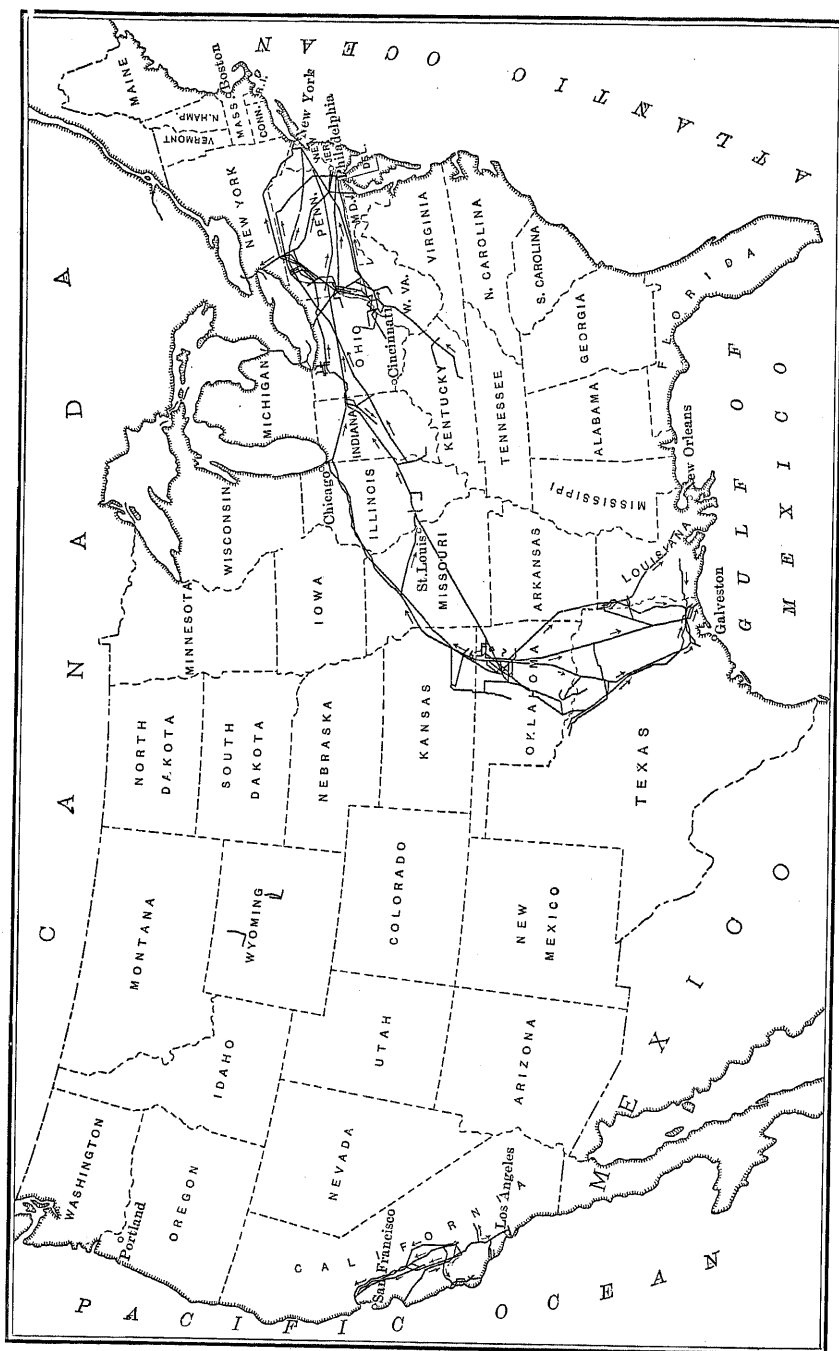 C A N A D A
WASHINGTON
Portland
OREGON
IDAHO
MONTANA
WYOMING
NORTH
DAKOTA
SOUTH
DAKOTA
NEBRASKA
MINNESOTA
IOWA
WISCONSIN
MICHIGAN
Chicago
ILLINOIS
INDIANA
OHIO
Cincinnati
NEW YORK
VERMONT
N.HAMP.
MAINE
MASS.
Boston
CONN.
R.I.
New York
NEW
JER.
PENN.
Philadelphia
DEL.
MD.
W. VA.
VIRGINIA
KENTUCKY
N. CAROLINA
S. CAROLINA
TENNESSEE
GEORGIA
ALABAMA
MISSISSIPPI
FLORIDA
LOUISIANA
New Orleans
ARKANSAS
MISSOURI
St. Louis
KANSAS
OKLAHOMA
TEXAS
Galveston
COLORADO
NEW
MEXICO
UTAH
ARIZONA
NEVADA
CALIFORNIA
San Francisco
Los Angeles
PACIFIC OCEAN
MEXICO
GULF OF
MEXICO
ATLANTIC OCEAN